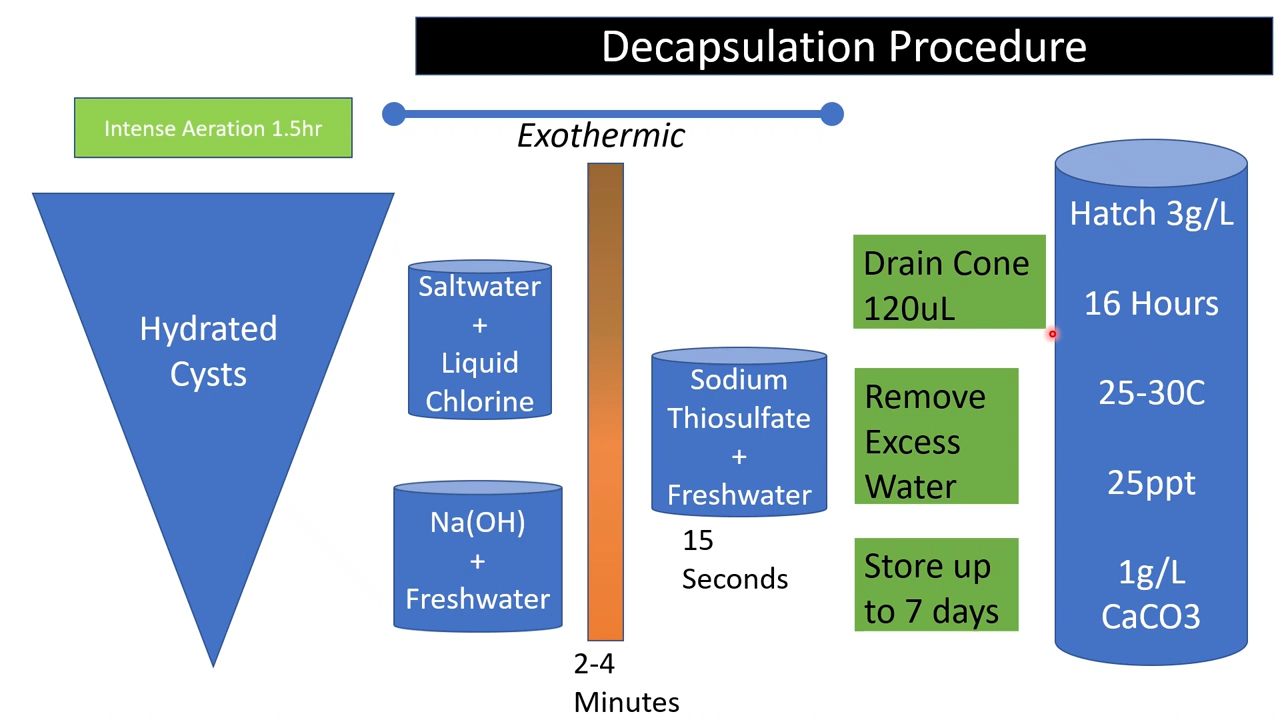 Decapsulation Procedure
Intense Aeration 1.5hr
Exothermic
Hydrated
Cysts
Saltwater
+
Liquid
Chlorine
Na(OH)
+
Freshwater
2-4
Minutes
Sodium
Thiosulfate
+
Freshwater
15
Seconds
Drain Cone
120uL
Remove
Excess
Water
Store up
to 7 days
Hatch 3g/L
16 Hours
25-30C
25ppt
1g/L
CaCO3